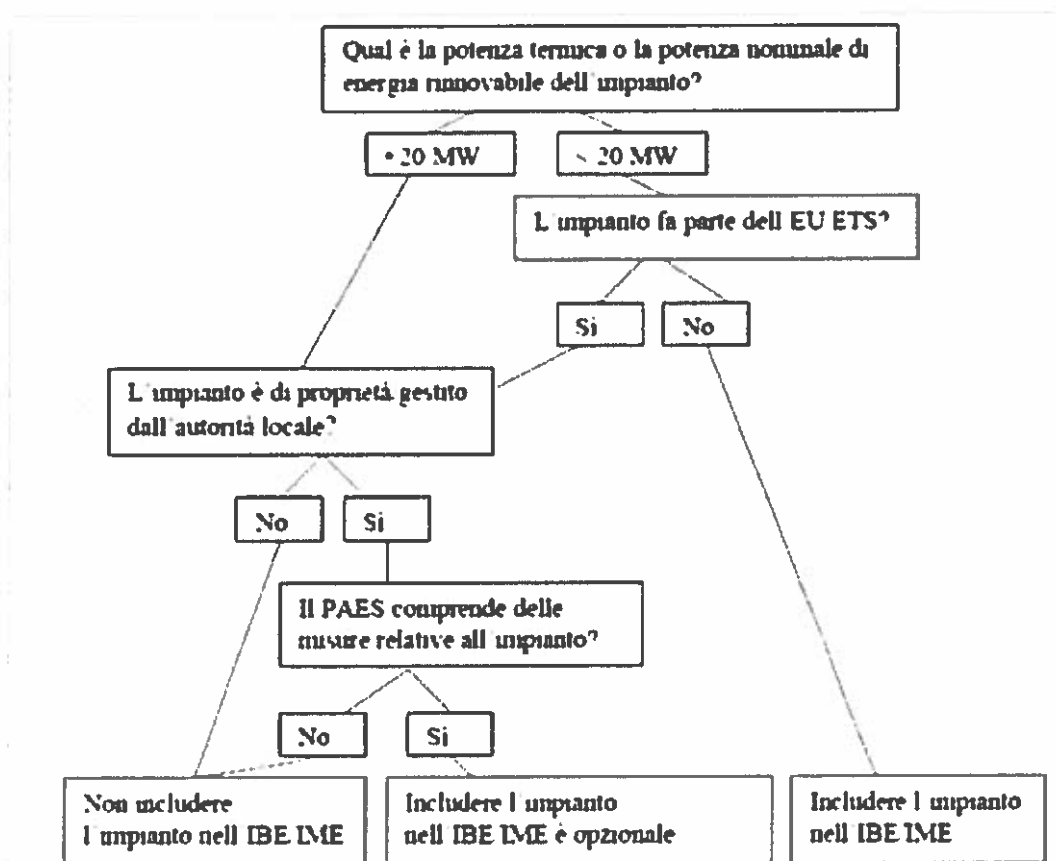 Qual è la potenza termica o la potenza nominale di
energia rinnovabile dell'impianto?
20 MW
20 MW
L'impianto fa parte dell'EU ETS?
Si
No
L'impianto è di proprietà gestito
dall'autorità locale?
No
Si
Il PAES comprende delle
misure relative all'impianto?
No
Si
Non includere
l'impianto nell'IBE IME
Includere l'impianto
nell'IBE IME è opzionale
Includere l'impianto
nell'IBE IME